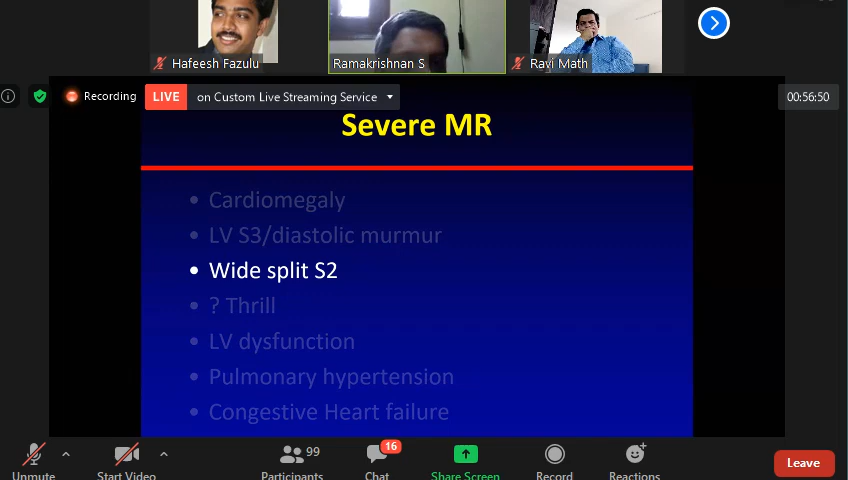 Hafeesh Fazulu
Ramakrishnan S
Ravi Math
Recording
LIVE on Custom Live Streaming Service
00:56:50
Severe MR
• Cardiomegaly
• LV S3/diastolic murmur
• Wide split S2
• ? Thrill
• LV dysfunction
• Pulmonary hypertension
• Congestive Heart failure
99
16
Unmute
Start Video
Participants
Chat
Share Screen
Record
Reactions
Leave